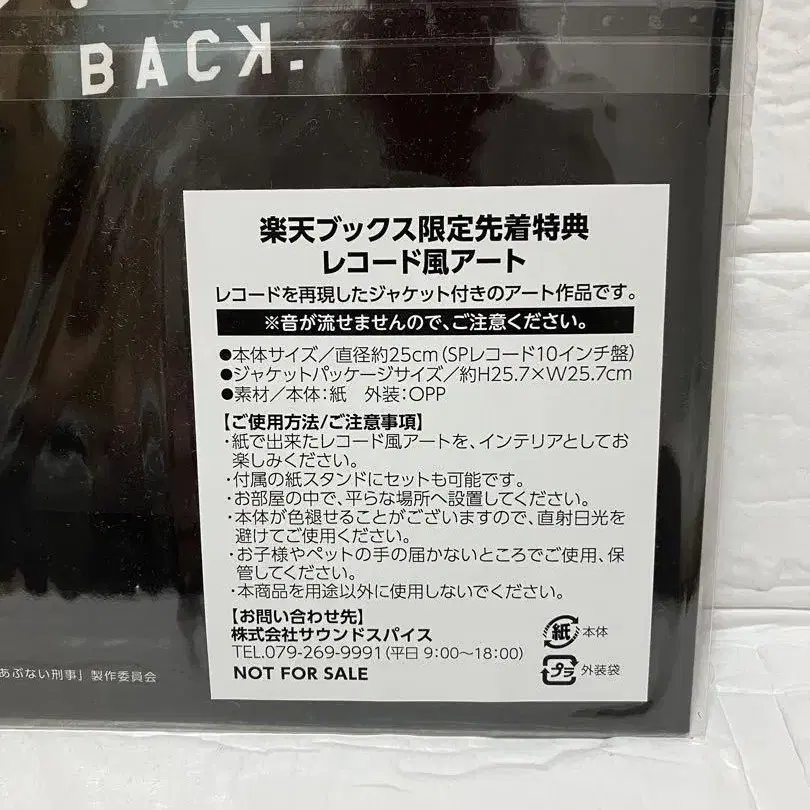 BACK.
楽天ブックス限定先着特典
レコード風アート
レコードを再現したジャケット付きのアート作品です。
※音が流せませんので、ご注意ください。
●本体サイズ/直径約25cm(SPレコード10インチ盤)
●ジャケットパッケージサイズ/約H25.7×W25.7cm
●素材/本体:紙 外装:OPP
【ご使用方法/ご注意事項】
・紙で出来たレコード風アートを、インテリアとしてお
楽しみください。
・付属の紙スタンドにセットも可能です。
・お部屋の中で、平らな場所へ設置してください。
・本体が色褪せることがございますので、直射日光を
避けてご使用ください。
・お子様やペットの手の届かないところでご使用、保
管してください。
・本商品を用途以外に使用しないでください。
【お問い合わせ先】
株式会社サウンドスパイス
TEL.079-269-9991(平日 9:00〜18:00)
NOT FOR SALE
紙 本体
プラ 外装袋
あぶない刑事」製作委員会